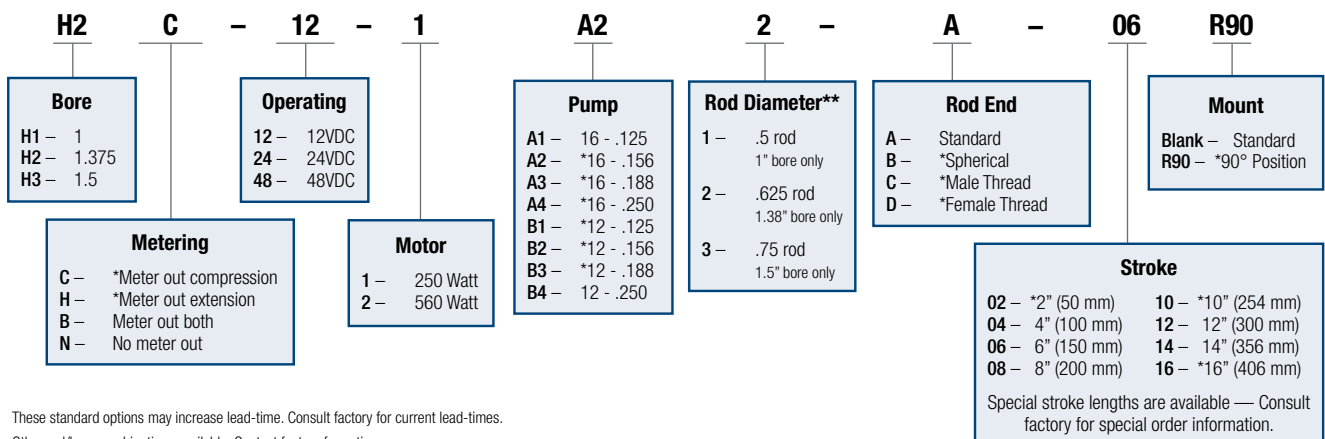 H2 C – 12 – 1 A2 2 – A – 06 R90
Bore
H1 – 1
H2 – 1.375
H3 – 1.5
Metering
C – *Meter out compression
H – *Meter out extension
B – Meter out both
N – No meter out
Operating
12 – 12VDC
24 – 24VDC
48 – 48VDC
Motor
1 – 250 Watt
2 – 560 Watt
Pump
A1 – 16 - .125
A2 – *16 - .156
A3 – *16 - .188
A4 – *16 - .250
B1 – *12 - .125
B2 – *12 - .156
B3 – *12 - .188
B4 – 12 - .250
Rod Diameter**
1 – .5 rod
1" bore only
2 – .625 rod
1.38" bore only
3 – .75 rod
1.5" bore only
Rod End
A – Standard
B – *Spherical
C – *Male Thread
D – *Female Thread
Stroke
02 – *2” (50 mm)
04 – 4” (100 mm)
06 – 6” (150 mm)
08 – 8” (200 mm)
10 – *10” (254 mm)
12 – 12” (300 mm)
14 – 14” (356 mm)
16 – *16” (406 mm)
Special stroke lengths are available — Consult
factory for special order information.
Mount
Blank – Standard
R90 – *90° Position
These standard options may increase lead-time. Consult factory for current lead-times.